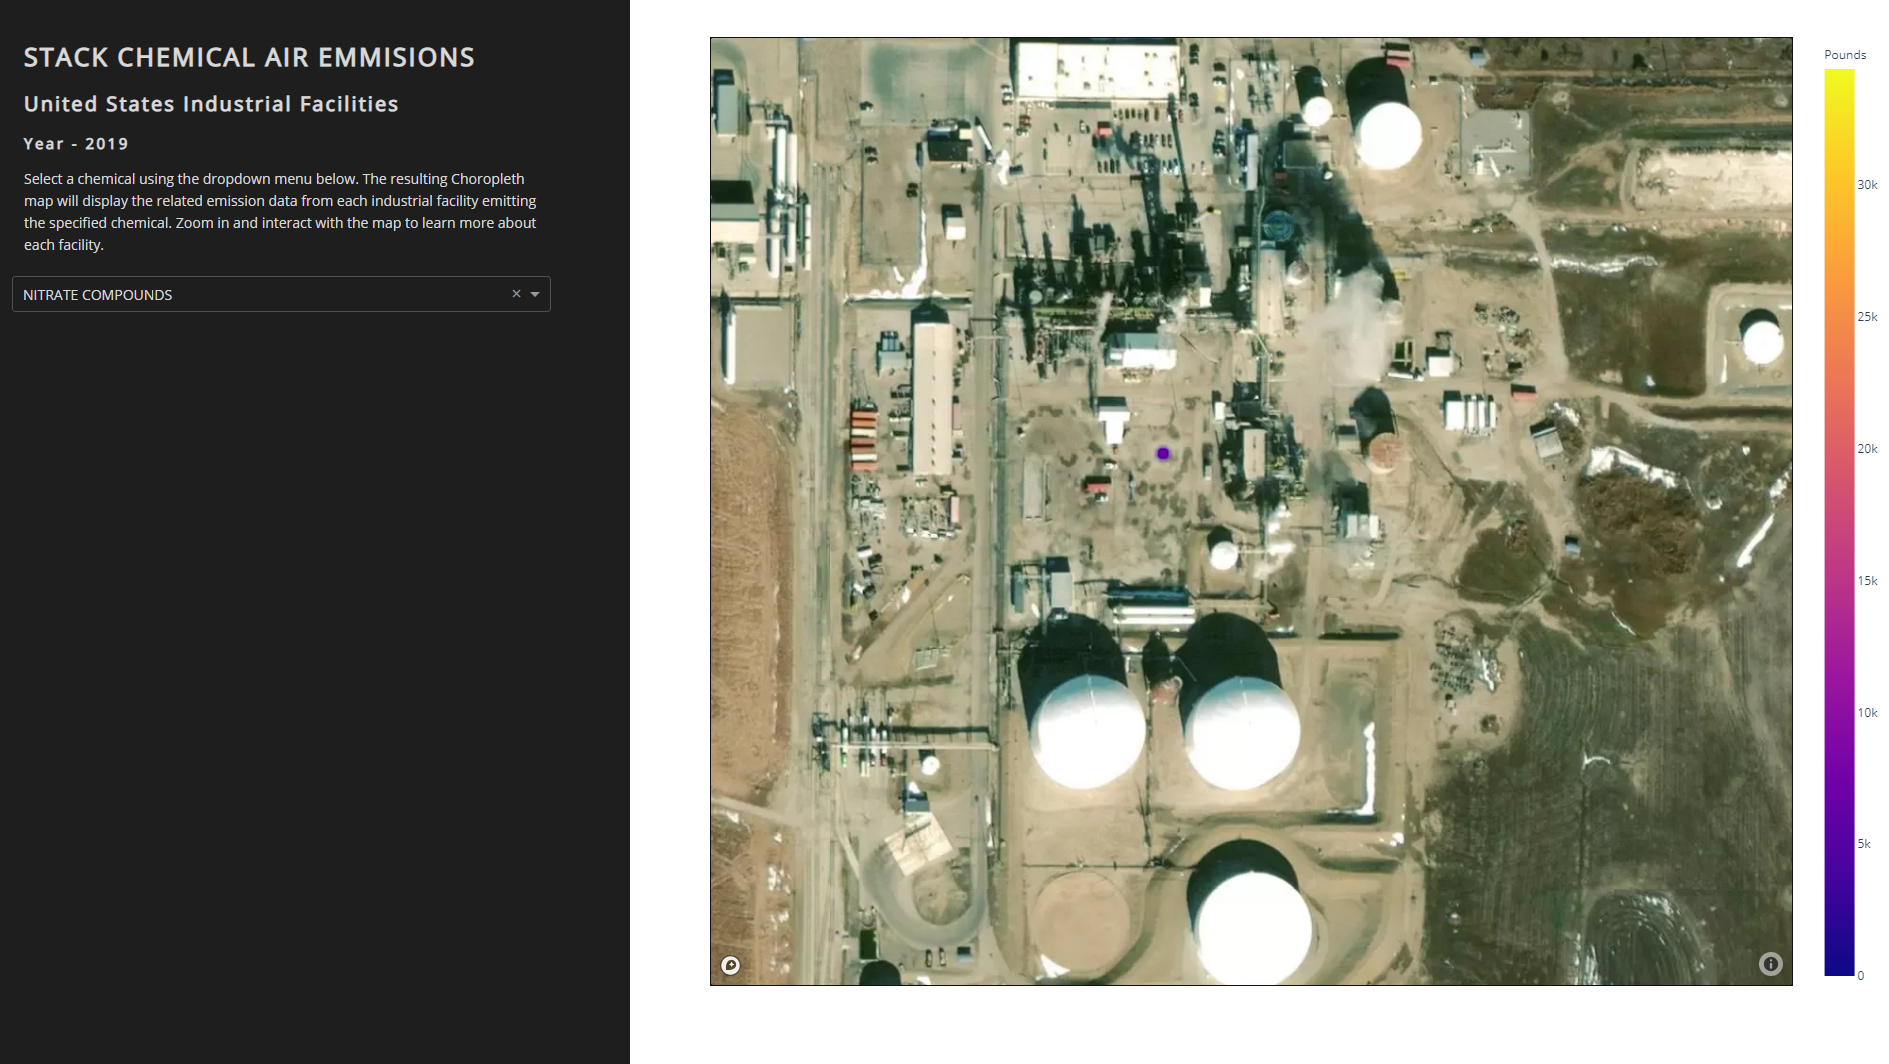 STACK CHEMICAL AIR EMMISIONS
United States Industrial Facilities
Year - 2019
Select a chemical using the dropdown menu below. The resulting Choropleth
map will display the related emission data from each industrial facility emitting
the specified chemical. Zoom in and interact with the map to learn more about
each facility.
NITRATE COMPOUNDS
Pounds
30k
25k
20k
15k
10k
5k
0